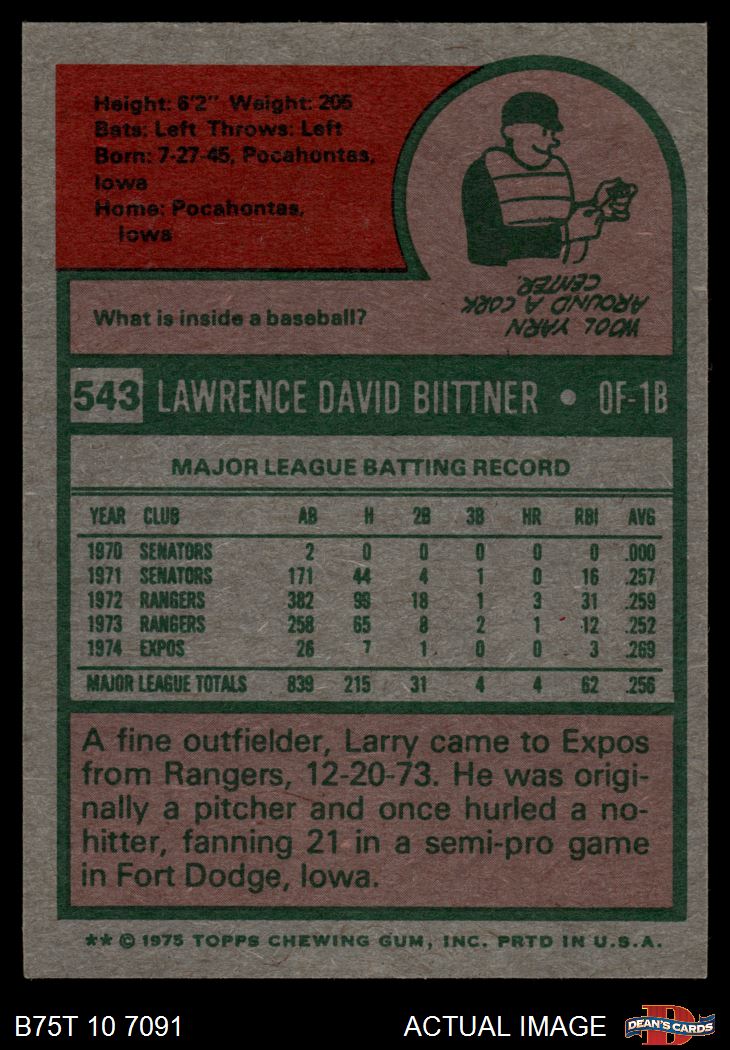 Height: 6'2" Weight: 205
Bats: Left Throws: Left
Born: 7-27-45, Pocahontas,
Iowa
Home: Pocahontas,
Iowa
What is inside a baseball?
WOOL YARN
AROUND A CORK
CENTER.
543 LAWRENCE DAVID BIITTNER • OF-1B
MAJOR LEAGUE BATTING RECORD
YEAR CLUB AB H 2B 3B HR RBI AVG
1970 SENATORS 2 0 0 0 0 0 .000
1971 SENATORS 171 44 4 1 0 16 .257
1972 RANGERS 382 99 18 1 3 31 .259
1973 RANGERS 258 65 8 2 1 12 .252
1974 EXPOS 26 7 1 0 0 3 .269
MAJOR LEAGUE TOTALS 839 215 31 4 4 62 .256
A fine outfielder, Larry came to Expos
from Rangers, 12-20-73. He was origi-
nally a pitcher and once hurled a no-
hitter, fanning 21 in a semi-pro game
in Fort Dodge, Iowa.
** © 1975 TOPPS CHEWING GUM, INC. PRTD IN U.S.A.
B75T 10 7091 ACTUAL IMAGE D DEAN'S CARDS